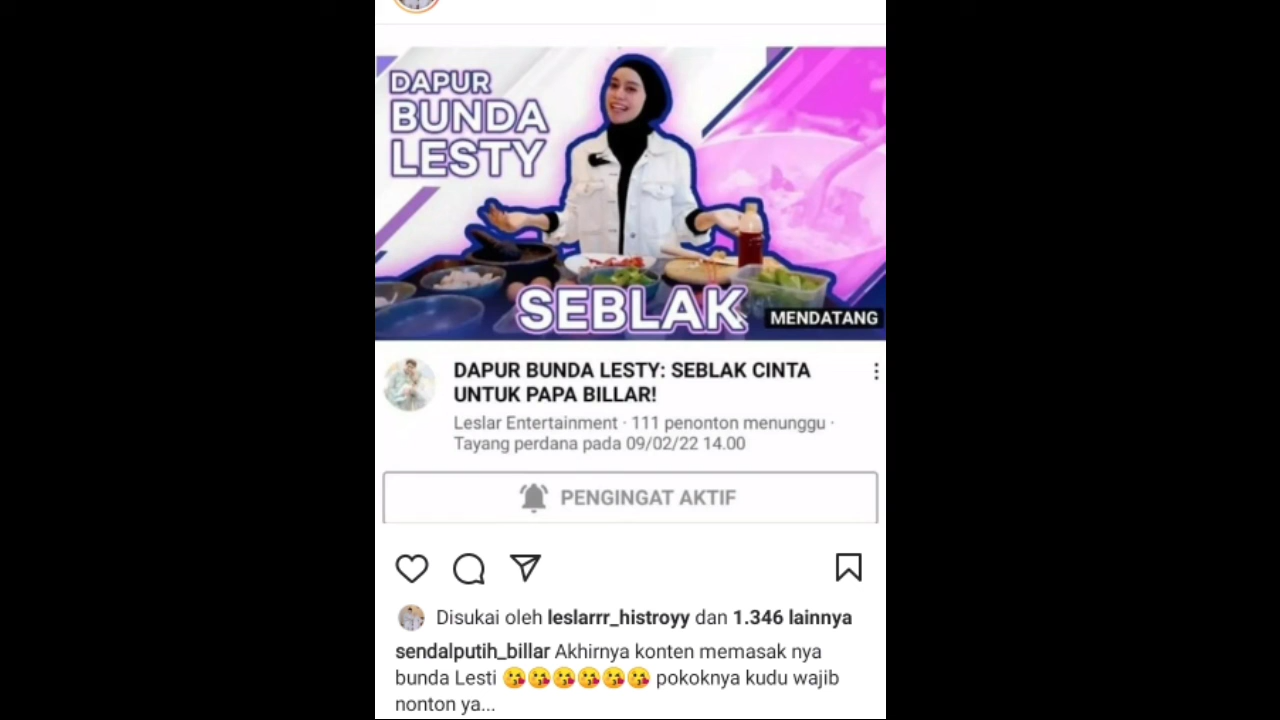 DAPUR
BUNDA
LESTY
SEBLAK
MENDATANG
DAPUR BUNDA LESTY: SEBLAK CINTA
UNTUK PAPA BILLAR!
Leslar Entertainment · 111 penonton menunggu ·
Tayang perdana pada 09/02/22 14.00
PENGINGAT AKTIF
Disukai oleh leslarrr_histroyy dan 1.346 lainnya
sendalputih_billar Akhirnya konten memasak nya
bunda Lesti 😘😘😘😘😘😘 pokoknya kudu wajib
nonton ya...